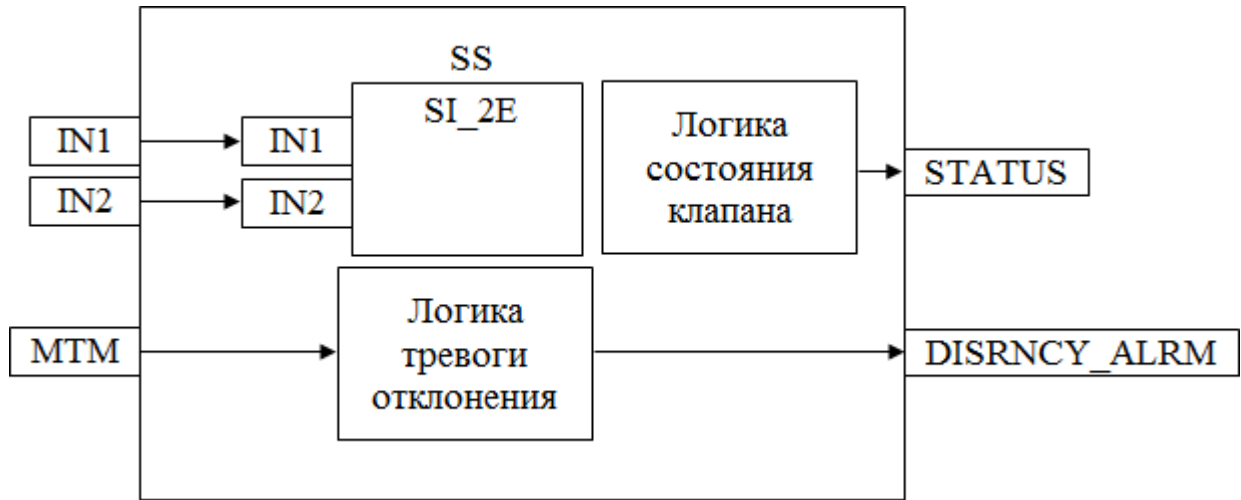 SS
SI_2E
IN1
IN1
IN2
IN2
Логика
состояния
клапана
STATUS
MTM
Логика
тревоги
отклонения
DISRNCY_ALRM